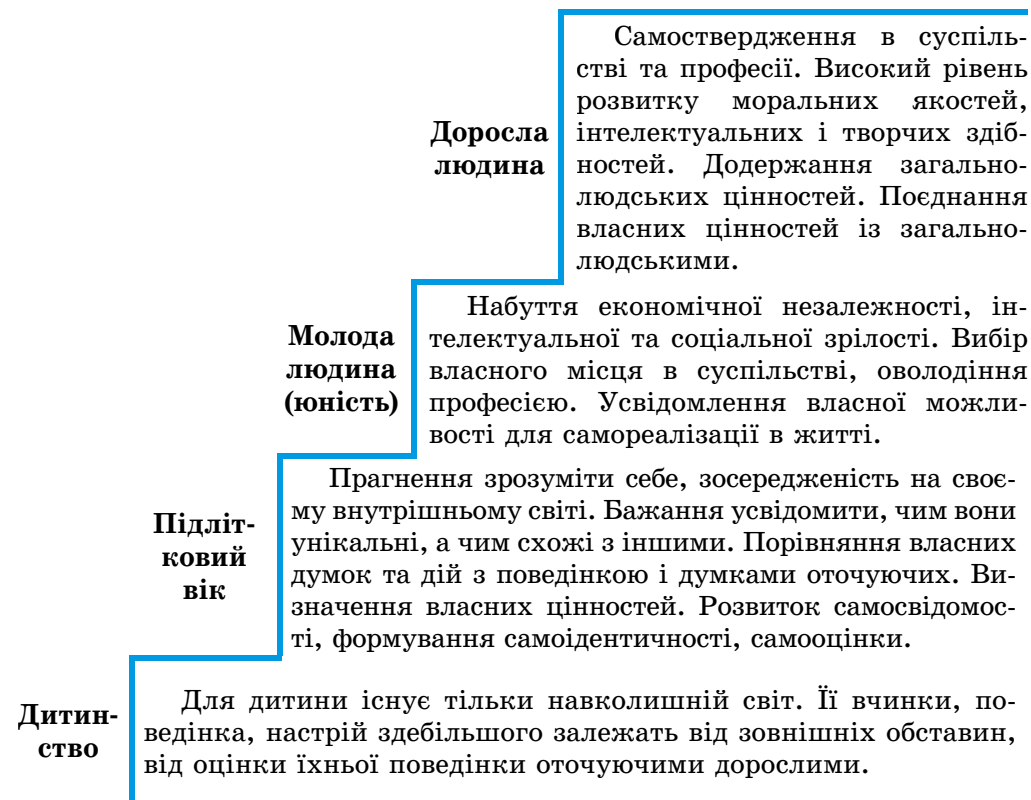 Самоствердження в суспіль-
стві та професії. Високий рівень
розвитку моральних якостей,
інтелектуальних і творчих здіб-
ностей. Додержання загально-
людських цінностей. Поєднання
власних цінностей із загально-
людськими.
Доросла
людина
Набуття економічної незалежності, ін-
телектуальної та соціальної зрілості. Вибір
власного місця в суспільстві, оволодіння
професією. Усвідомлення власної можли-
вості для самореалізації в житті.
Молода
людина
(юність)
Прагнення зрозуміти себе, зосередженість на своє-
му внутрішньому світі. Бажання усвідомити, чим вони
унікальні, а чим схожі з іншими. Порівняння власних
думок та дій з поведінкою і думками оточуючих. Ви-
значення власних цінностей. Розвиток самосвідомос-
ті, формування самоідентичності, самооцінки.
Підліт-
ковий
вік
Для дитини існує тільки навколишній світ. Її вчинки, по-
ведінка, настрій здебільшого залежать від зовнішніх обставин,
від оцінки їхньої поведінки оточуючими дорослими.
Дитин-
ство